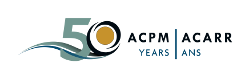 50 ACPM | ACARR
YEARS | ANS